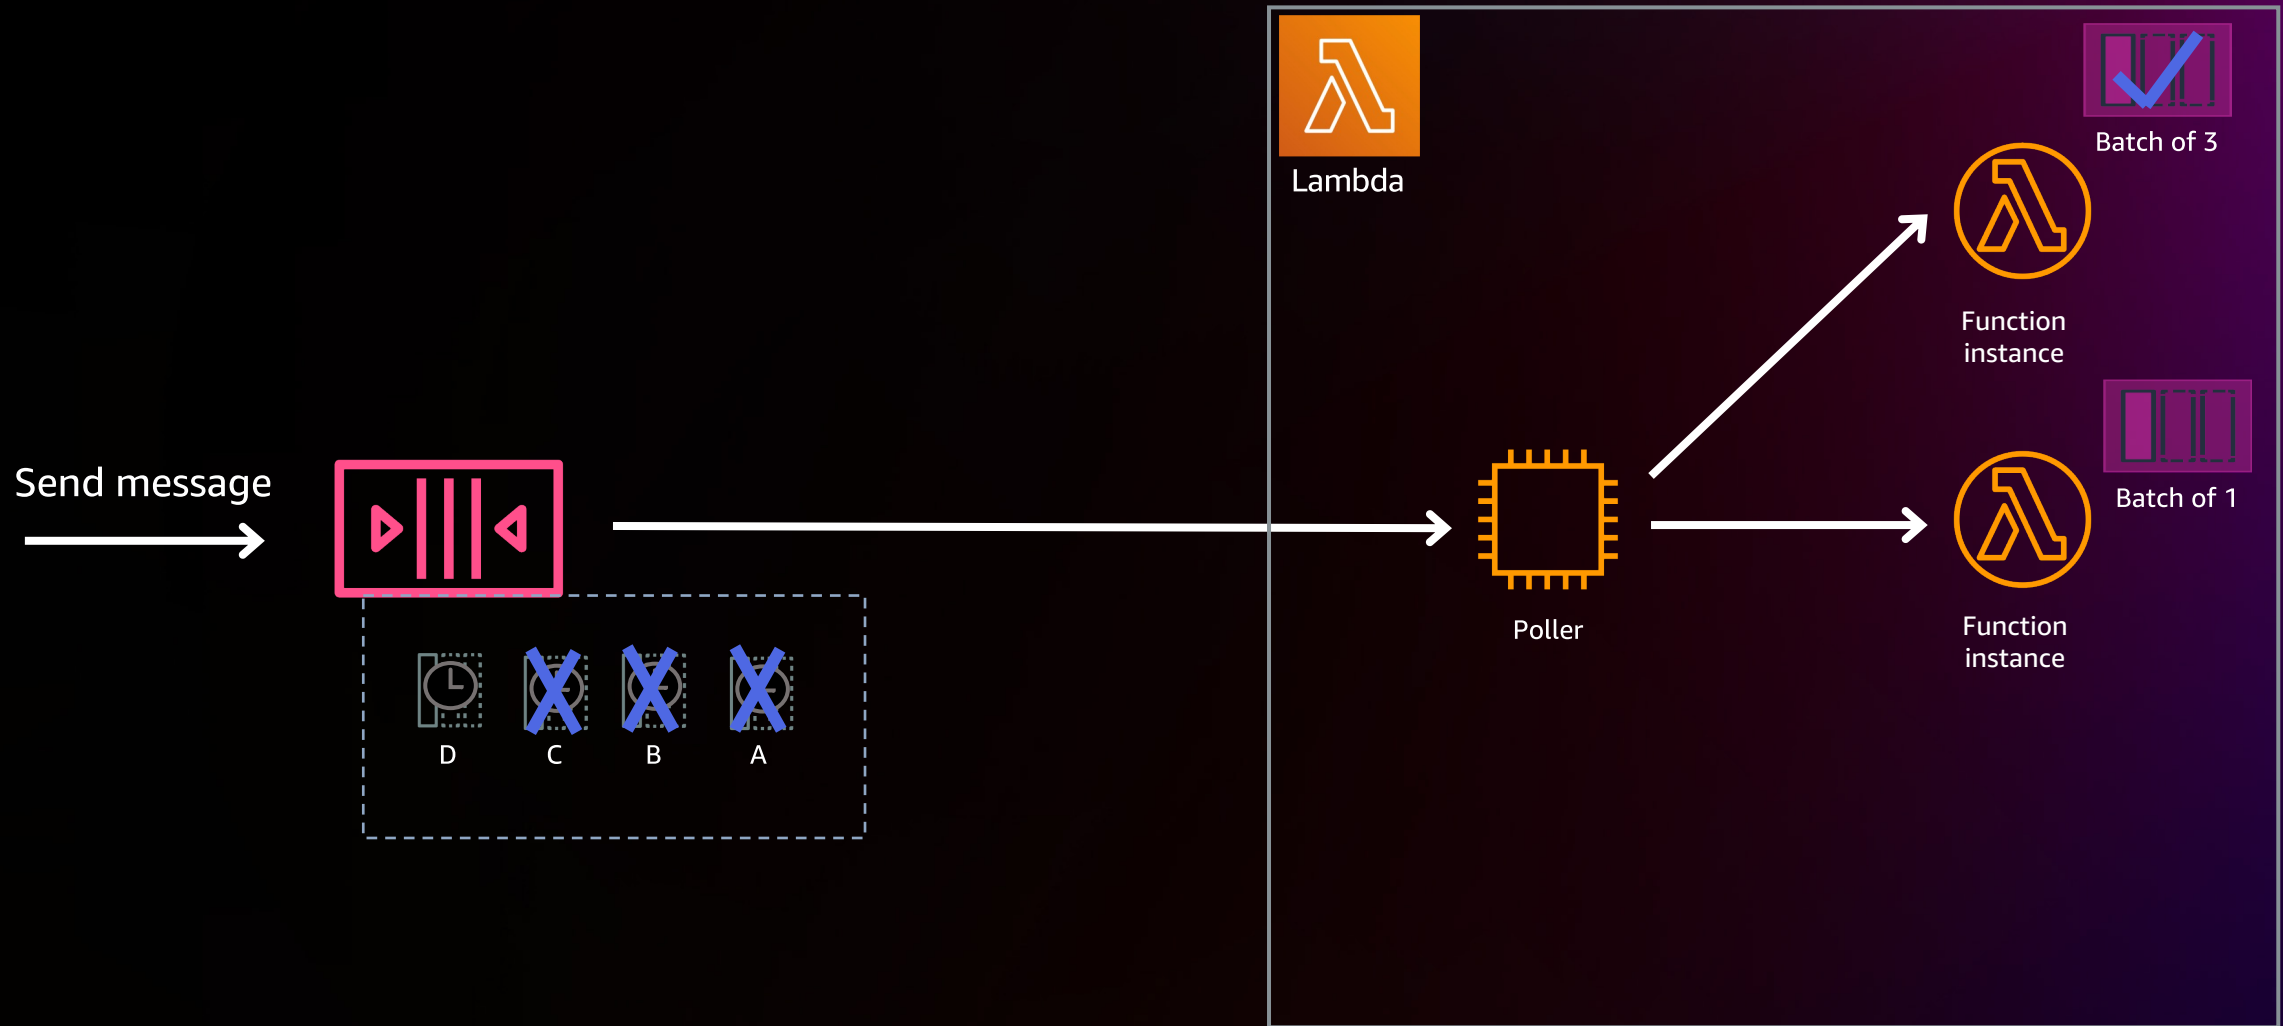 Lambda
Batch of 3
Function
instance
Send message
Batch of 1
Poller
Function
instance
D
C
B
A